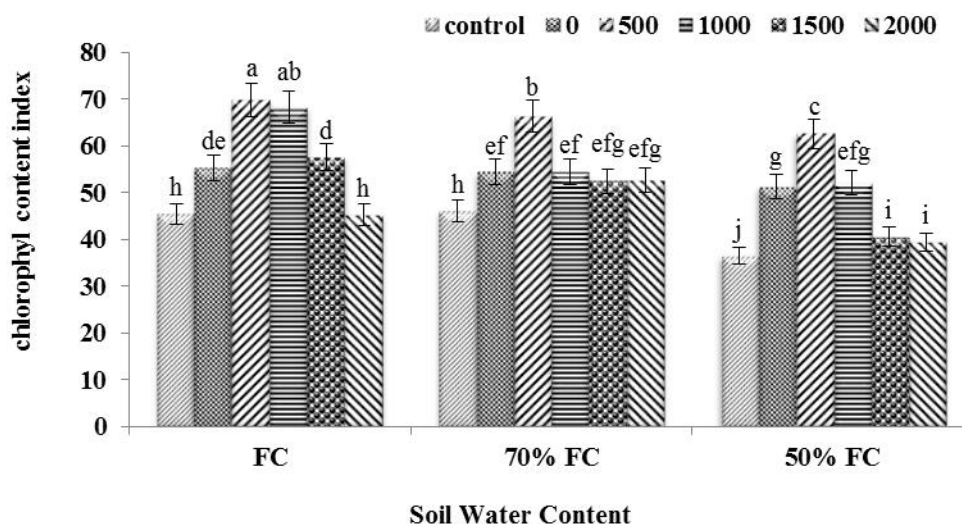 control 0 500 1000 1500 2000
chlorophyl content index
80
70
60
50
40
30
20
10
0
h de a ab d h
h ef b ef efg efg
j g c efg i i
FC 70% FC 50% FC
Soil Water Content